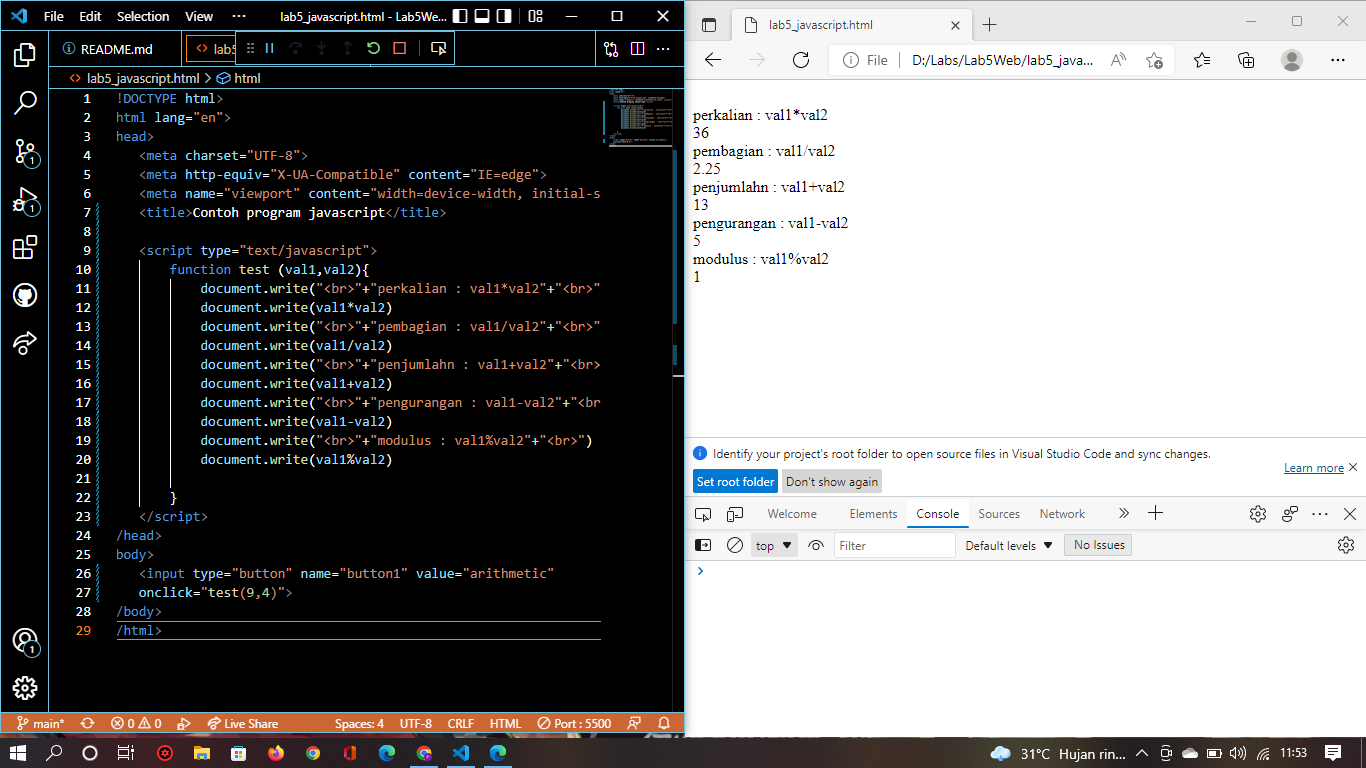 File Edit Selection View ··· lab5_javascript.html - Lab5We...
README.md lab5
lab5_javascript.html > html
1 !DOCTYPE html>
2 html lang="en">
3 head>
4 <meta charset="UTF-8">
5 <meta http-equiv="X-UA-Compatible" content="IE=edge">
6 <meta name="viewport" content="width=device-width, initial-s
7 <title>Contoh program javascript</title>
8
9 <script type="text/javascript">
10 function test (val1,val2){
11 document.write("<br>"+"perkalian : val1*val2"+"<br>"
12 document.write(val1*val2)
13 document.write("<br>"+"pembagian : val1/val2"+"<br>"
14 document.write(val1/val2)
15 document.write("<br>"+"penjumlahn : val1+val2"+"<br>
16 document.write(val1+val2)
17 document.write("<br>"+"pengurangan : val1-val2"+"<br
18 document.write(val1-val2)
19 document.write("<br>"+"modulus : val1%val2"+"<br>")
20 document.write(val1%val2)
21
22 }
23 </script>
24 /head>
25 body>
26 <input type="button" name="button1" value="arithmetic"
27 onclick="test(9,4)">
28 /body>
29 /html>
1
1
1
main* 0 0 Live Share Spaces: 4 UTF-8 CRLF HTML Port : 5500
lab5_javascript.html
File D:/Labs/Lab5Web/lab5_java...
perkalian : val1*val2
36
pembagian : val1/val2
2.25
penjumlahn : val1+val2
13
pengurangan : val1-val2
5
modulus : val1%val2
1
Identify your project's root folder to open source files in Visual Studio Code and sync changes.
Set root folder Don't show again Learn more
Welcome Elements Console Sources Network
top Filter Default levels No Issues
31°C Hujan rin... 11:53